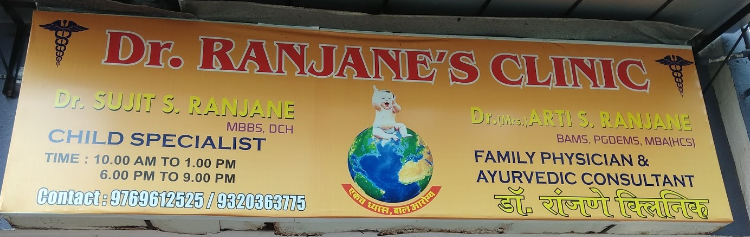 Dr. RANJANE'S CLINIC
Dr. SUJIT S. RANJANE
MBBS, DCH
CHILD SPECIALIST
TIME : 10.00 AM TO 1.00 PM
6.00 PM TO 9.00 PM
Contact : 9769612525 / 9320363775
एकच ध्यास, बाल आरोग्य
Dr.(Mrs.) ARTI S. RANJANE
BAMS, PGDEMS, MBA(HCS)
FAMILY PHYSICIAN &
AYURVEDIC CONSULTANT
डॉ. रांजणे क्लिनिक